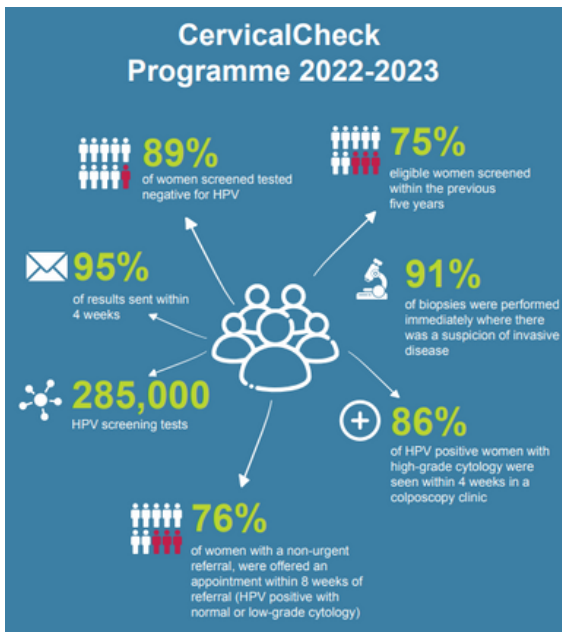 CervicalCheck
Programme 2022-2023
89%
of women screened tested
negative for HPV
75%
eligible women screened
within the previous
five years
95%
of results sent within
4 weeks
91%
of biopsies were performed
immediately where there
was a suspicion of invasive
disease
285,000
HPV screening tests
86%
of HPV positive women with
high-grade cytology were
seen within 4 weeks in a
colposcopy clinic
76%
of women with a non-urgent
referral, were offered an
appointment within 8 weeks of
referral (HPV positive with
normal or low-grade cytology)